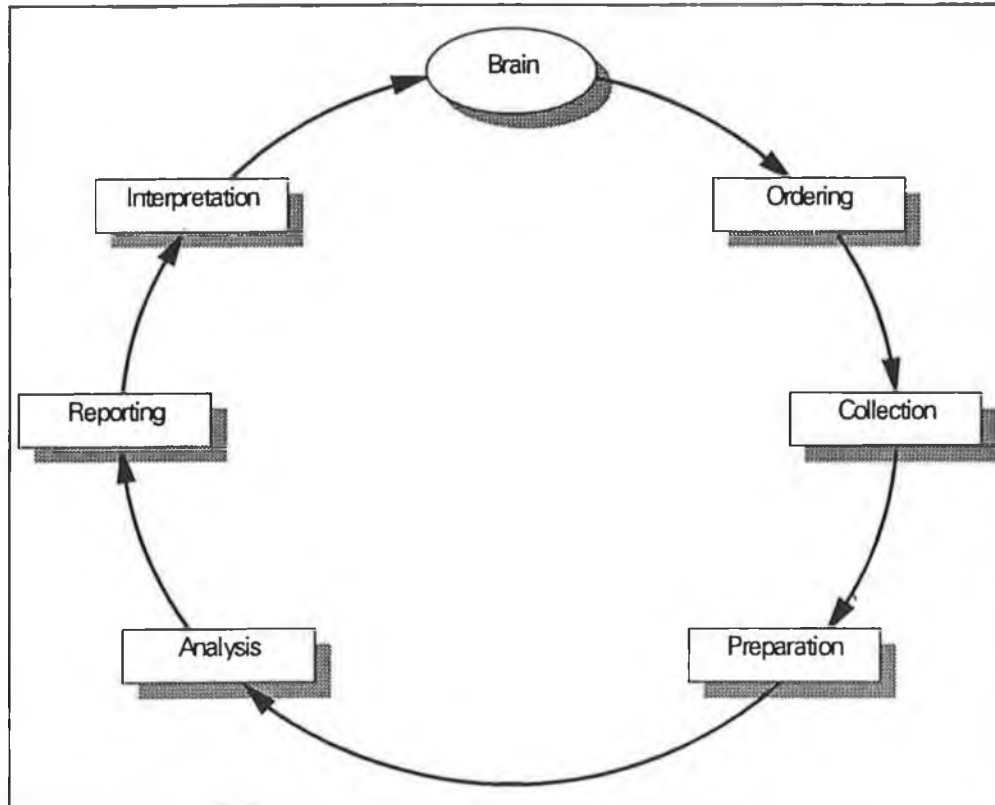 Brain
Ordering
Collection
Preparation
Analysis
Reporting
Interpretation